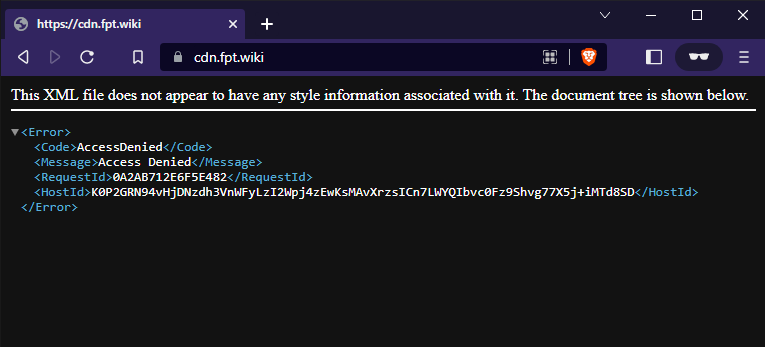 https://cdn.fpt.wiki
cdn.fpt.wiki
This XML file does not appear to have any style information associated with it. The document tree is shown below.
<Error>
<Code>AccessDenied</Code>
<Message>Access Denied</Message>
<RequestId>0A2AB712E6F5E482</RequestId>
<HostId>K0P2GRN94vHjDNzdh3VnWFyLzI2Wpj4zEwKsMAvXrzsICn7LWYQIbvc0Fz9Shvg77X5j+iMTd8SD</HostId>
</Error>